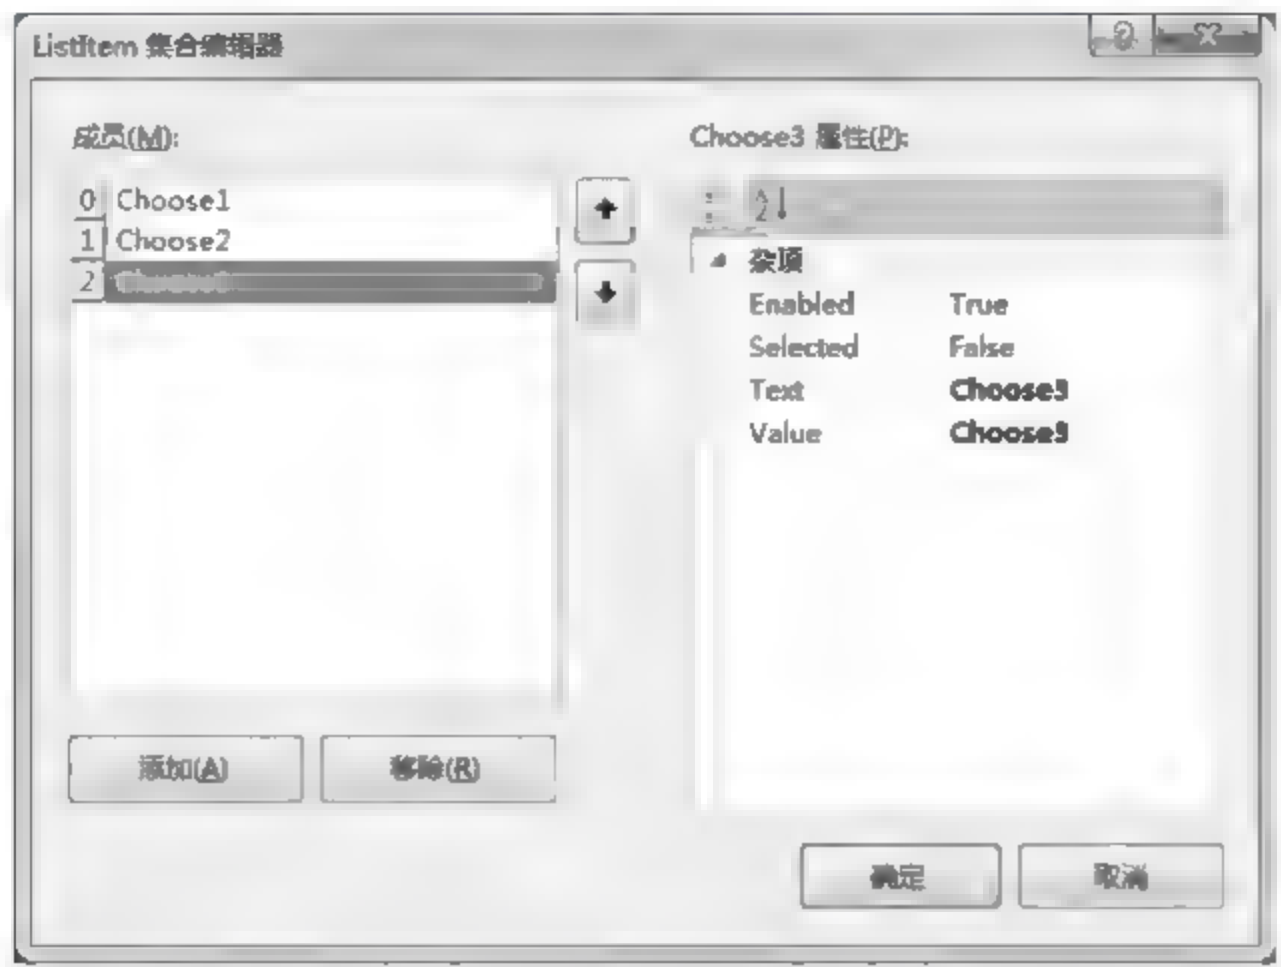 ListItem 集合编辑器
成员(M):
0 Choose1
1 Choose2
2
添加(A)
移除(R)
Choose3 属性(P):
杂项
Enabled True
Selected False
Text Choose3
Value Choose3
确定
取消